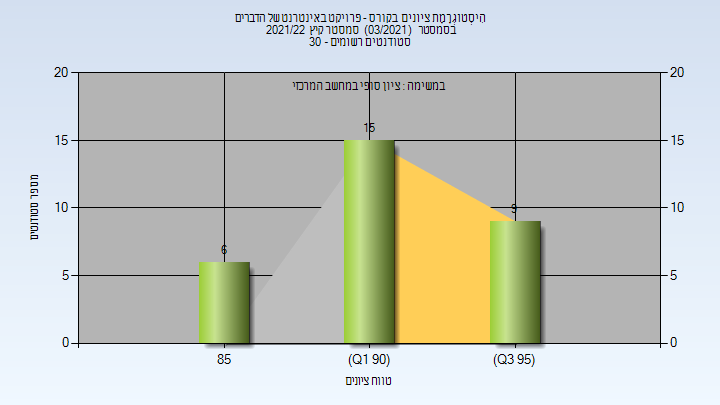 היסטוגרמת ציונים בקורס - פרויקט באינטרנט של הדברים
בסמסטר (03/2021) סמסטר קיץ 2021/22
סטודנטים רשומים - 30
במשימה : ציון סופי במחשב המרכזי
מספר סטודנטים
20
15
10
5
0
20
15
10
5
0
6
15
9
85
(Q1 90)
(Q3 95)
טווח ציונים